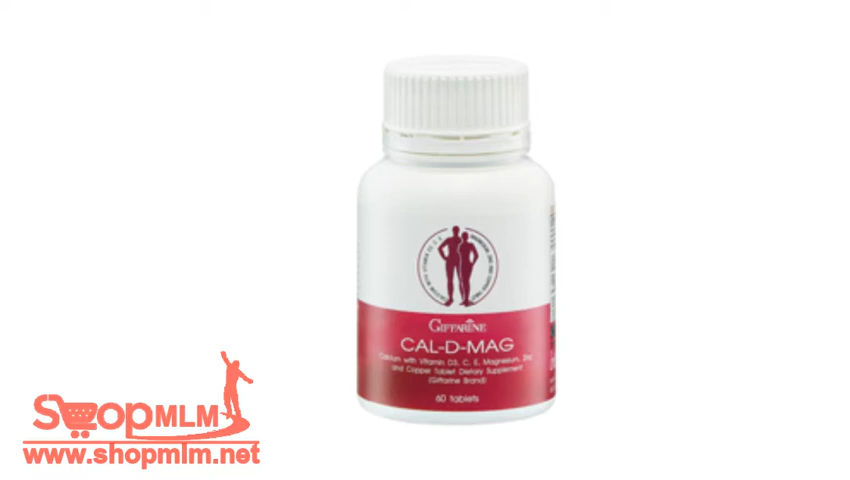 GIFFARINE
CAL-D-MAG
Calcium with Vitamin D3, C, E, Magnesium, Zinc
and Copper Tablet Dietary Supplement
(Giffarine Brand)
60 tablets
ShopMLM
www.shopmlm.net